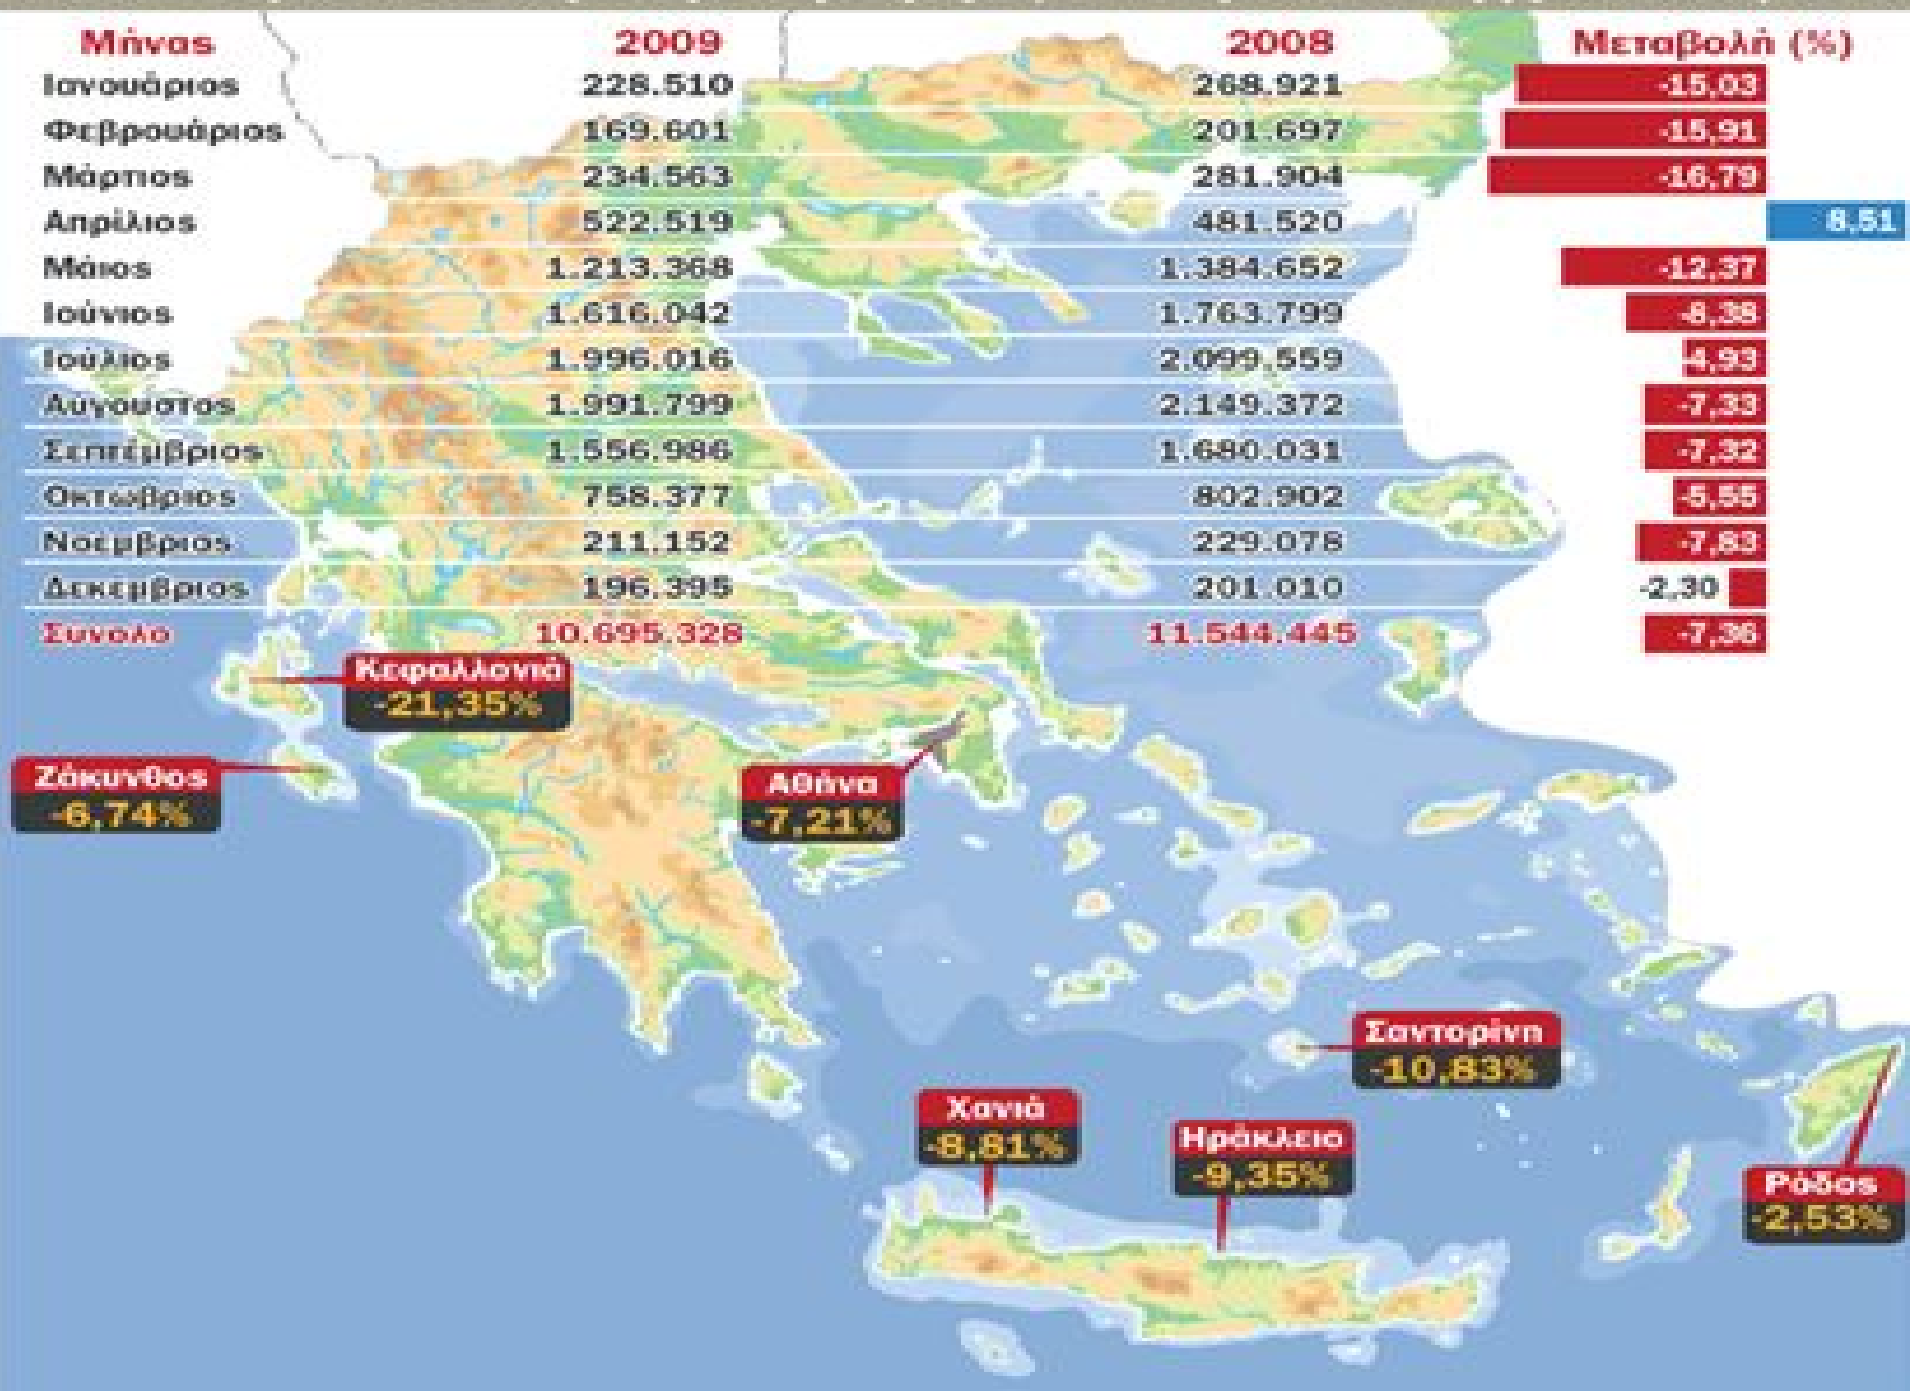 Μήνας 2009 2008 Μεταβολή (%)
Ιανουάριος 228.510 268.921 -15,03
Φεβρουάριος 169.601 201.697 -15,91
Μάρτιος 234.563 281.904 -16,79
Απρίλιος 522.519 481.520 8,51
Μάιος 1.213.368 1.384.652 -12,37
Ιούνιος 1.616.042 1.763.799 -8,38
Ιούλιος 1.996.016 2.099.559 -4,93
Αύγουστος 1.991.799 2.149.372 -7,33
Σεπτέμβριος 1.556.986 1.680.031 -7,32
Οκτώβριος 758.377 802.902 -5,55
Νοέμβριος 211.152 229.078 -7,83
Δεκέμβριος 196.395 201.010 -2,30
Σύνολο 10.695.328 11.544.445 -7,36
Κεφαλλονιά
-21,35%
Ζάκυνθος
-6,74%
Αθήνα
-7,21%
Σαντορίνη
-10,83%
Χανιά
-8,81%
Ηράκλειο
-9,35%
Ρόδος
-2,53%